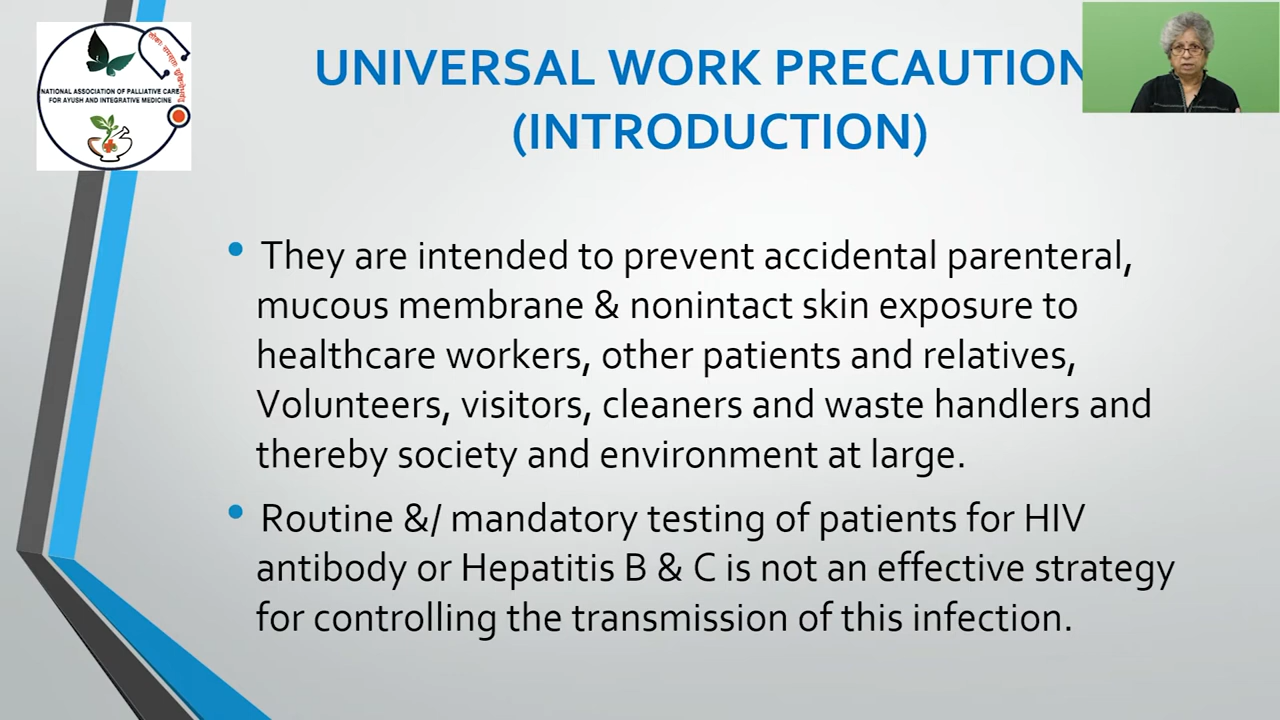 NATIONAL ASSOCIATION OF PALLIATIVE CARE
FOR AYUSH AND INTEGRATIVE MEDICINE
UNIVERSAL WORK PRECAUTION
(INTRODUCTION)
• They are intended to prevent accidental parenteral,
mucous membrane & nonintact skin exposure to
healthcare workers, other patients and relatives,
Volunteers, visitors, cleaners and waste handlers and
thereby society and environment at large.
• Routine &/ mandatory testing of patients for HIV
antibody or Hepatitis B & C is not an effective strategy
for controlling the transmission of this infection.